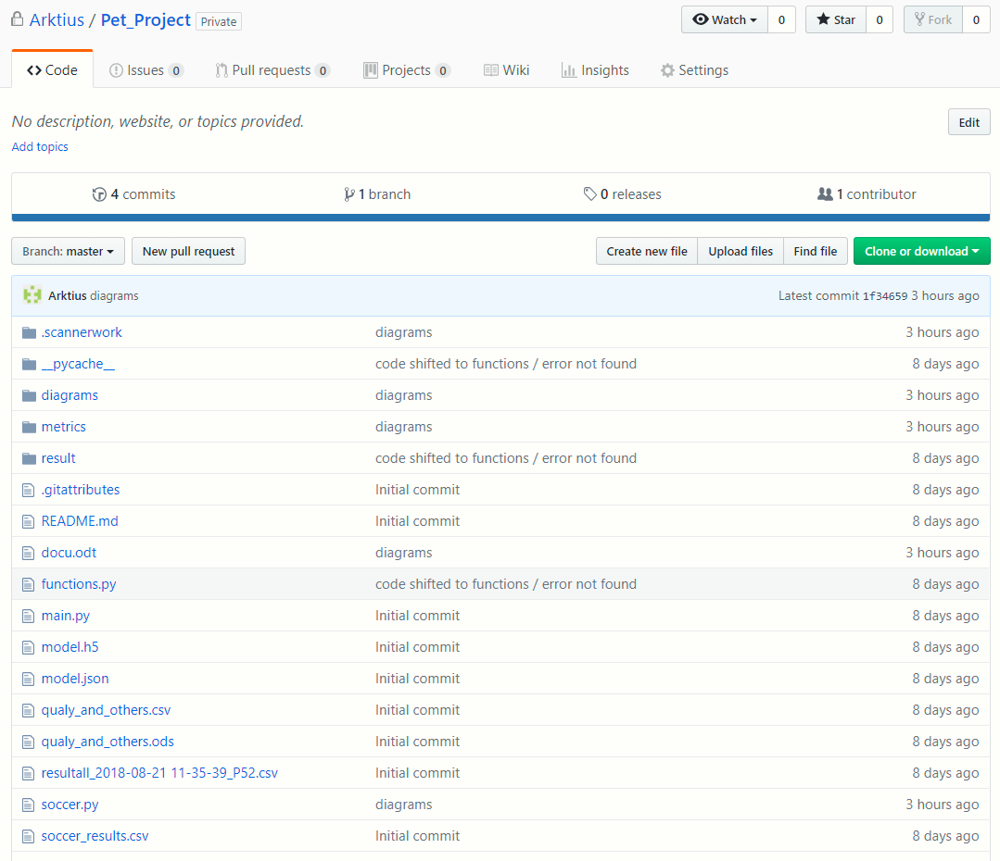 Arktius / Pet_Project Private Watch 0 Star 0 Fork 0
Code Issues 0 Pull requests 0 Projects 0 Wiki Insights Settings
No description, website, or topics provided. Edit
Add topics
4 commits 1 branch 0 releases 1 contributor
Branch: master New pull request Create new file Upload files Find file Clone or download
Arktius diagrams Latest commit 1f34659 3 hours ago
.scannerwork diagrams 3 hours ago
__pycache__ code shifted to functions / error not found 8 days ago
diagrams diagrams 3 hours ago
metrics diagrams 3 hours ago
result code shifted to functions / error not found 8 days ago
.gitattributes Initial commit 8 days ago
README.md Initial commit 8 days ago
docu.odt diagrams 3 hours ago
functions.py code shifted to functions / error not found 8 days ago
main.py Initial commit 8 days ago
model.h5 Initial commit 8 days ago
model.json Initial commit 8 days ago
qualy_and_others.csv Initial commit 8 days ago
qualy_and_others.ods Initial commit 8 days ago
resultall_2018-08-21 11-35-39_P52.csv Initial commit 8 days ago
soccer.py diagrams 3 hours ago
soccer_results.csv Initial commit 8 days ago